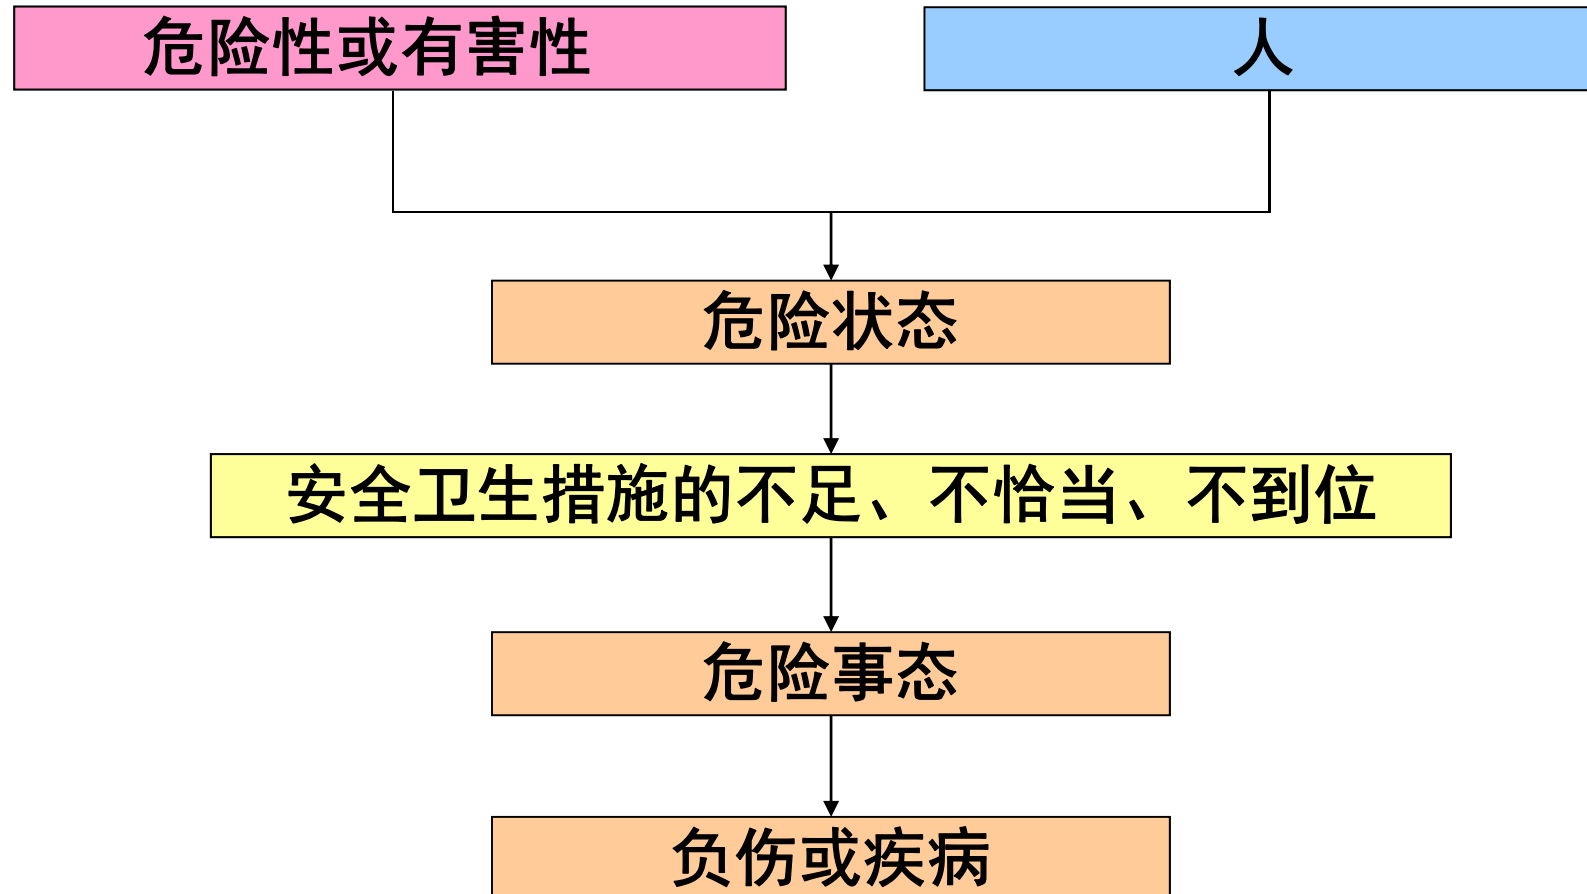 危险性或有害性
人
危险状态
安全卫生措施的不足、不恰当、不到位
危险事态
负伤或疾病